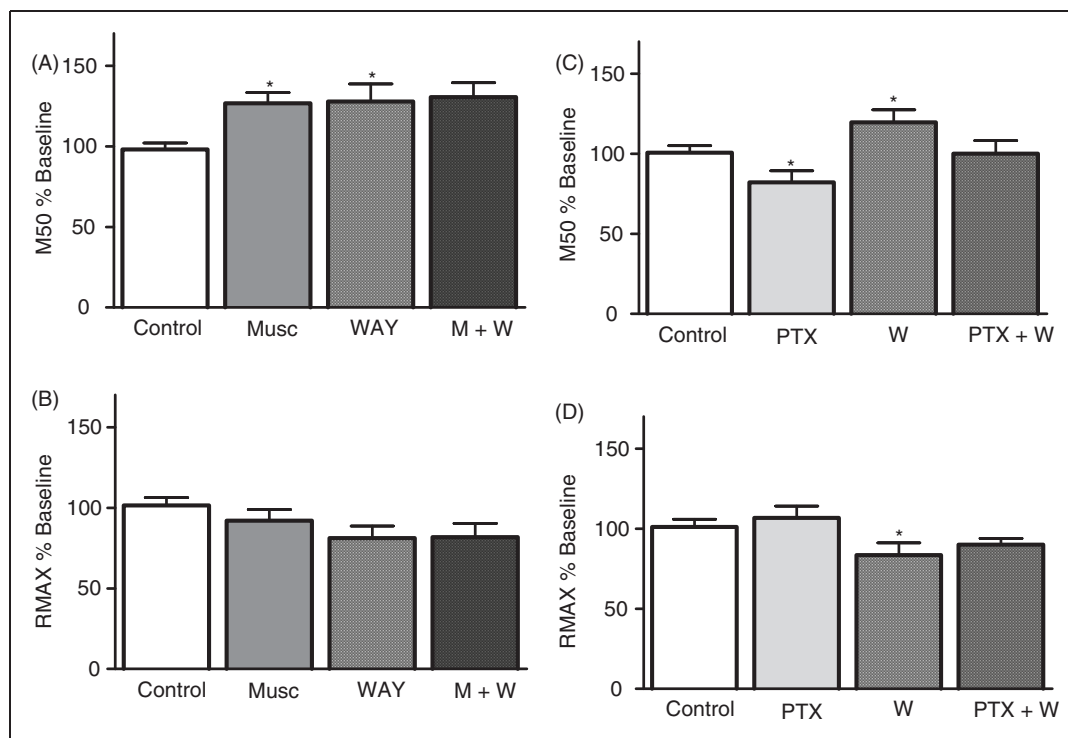 (A)
M50 % Baseline
150
100
50
0
*
*
Control Musc WAY M + W
(B)
RMAX % Baseline
150
100
50
0
Control Musc WAY M + W
(C)
M50 % Baseline
150
100
50
0
*
*
Control PTX W PTX + W
(D)
RMAX % Baseline
150
100
50
0
*
Control PTX W PTX + W